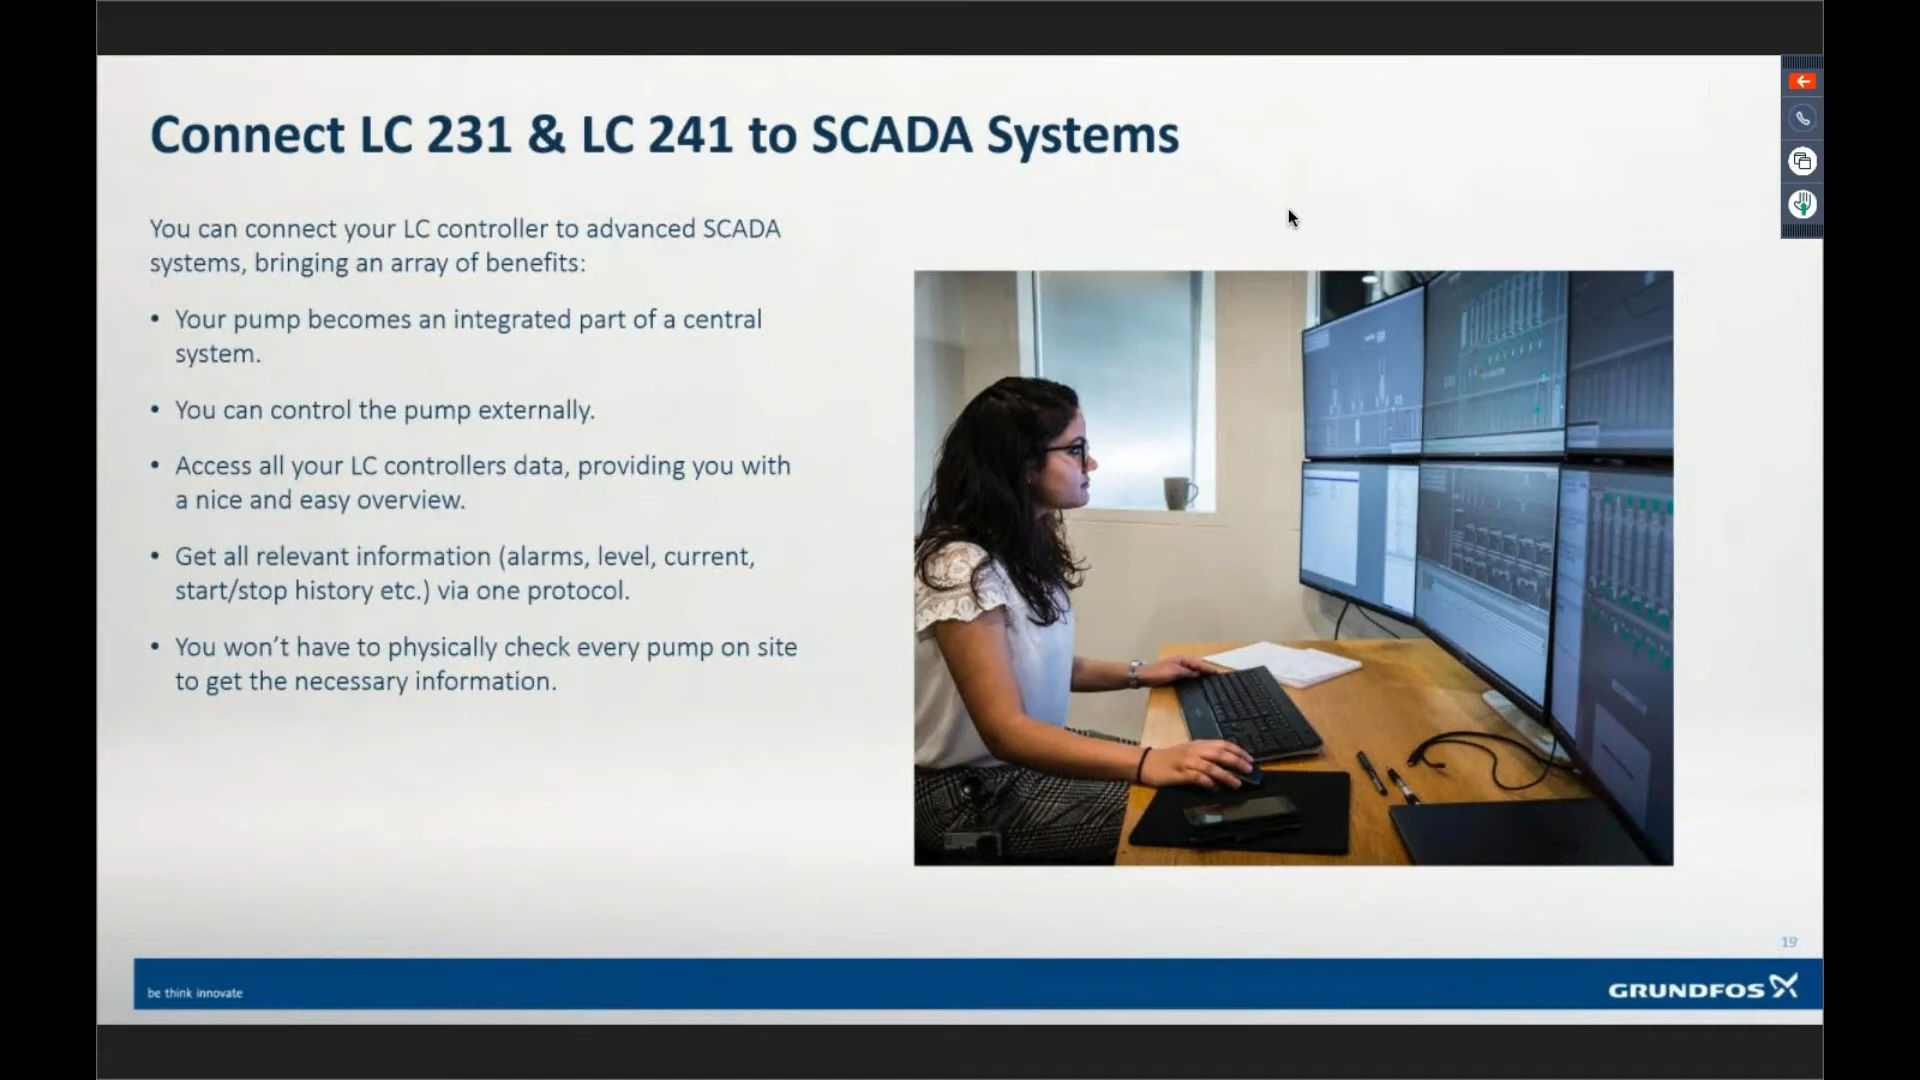 Connect LC 231 & LC 241 to SCADA Systems
You can connect your LC controller to advanced SCADA
systems, bringing an array of benefits:
• Your pump becomes an integrated part of a central
system.
• You can control the pump externally.
• Access all your LC controllers data, providing you with
a nice and easy overview.
• Get all relevant information (alarms, level, current,
start/stop history etc.) via one protocol.
• You won’t have to physically check every pump on site
to get the necessary information.
19
be think innovate
GRUNDFOS